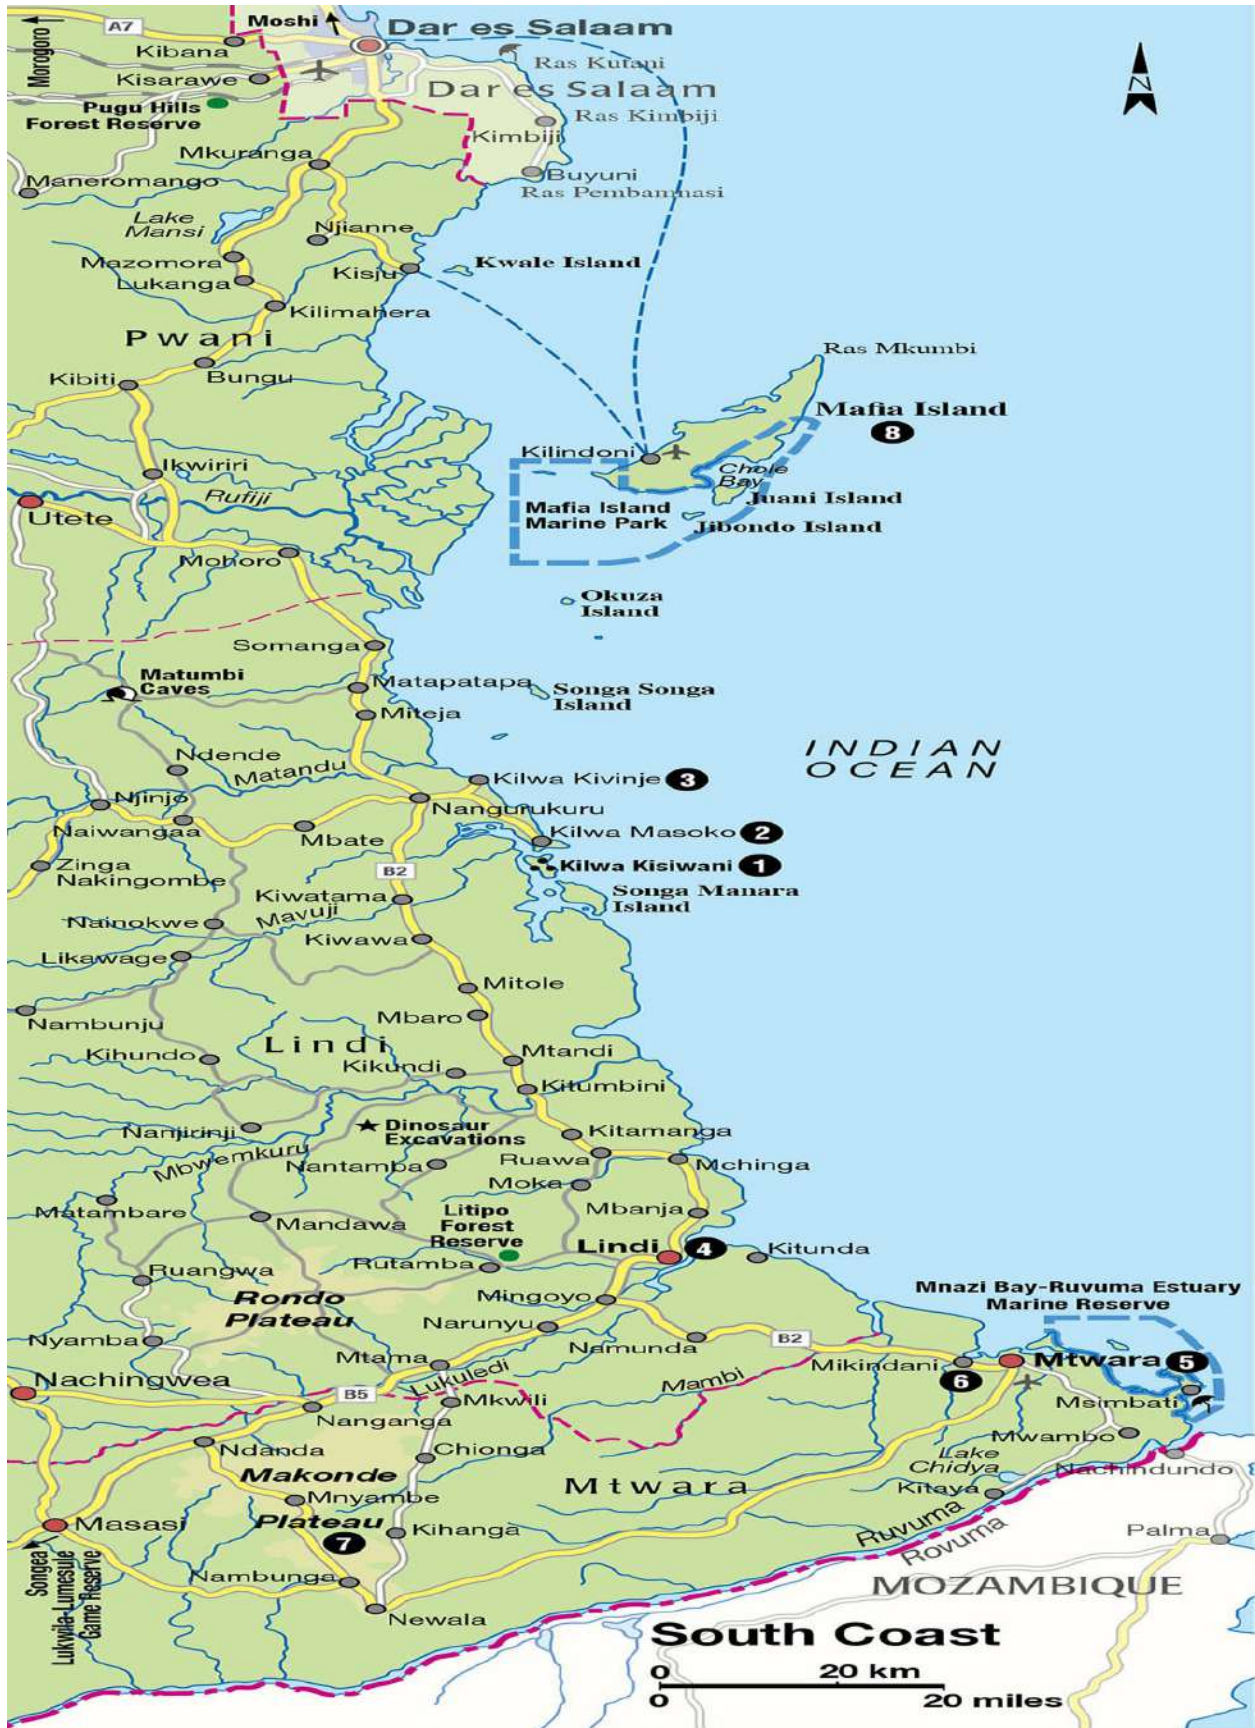 A7
Moshi
Dar es Salaam
Morogoro
Kibana
Ras Kutani
Kisarawe
Dar es Salaam
Pugu Hills
Forest Reserve
Ras Kimbiji
Kimbiji
Mkuranga
Maneromango
Buyuni
Ras Pembamnasi
Lake
Mansi
Njianne
Mazomora
Kisju
Kwale Island
Lukanga
Kilimahera
Pwani
Ras Mkumbi
Kibiti
Bungu
Mafia Island
8
Kilindoni
Ikwiriri
Chole
Bay
Rufiji
Juani Island
Utete
Mafia Island
Marine Park
Jibondo Island
Mohoro
Okuza
Island
Somanga
Matumbi
Caves
Matapatapa
Songa Songa
Island
Miteja
INDIAN
OCEAN
Ndende
Matandu
Kilwa Kivinje
3
Njinjo
Nangurukuru
Naiwangaa
Mbate
Kilwa Masoko
2
Zinga
Nakingombe
B2
Kilwa Kisiwani
1
Songa Manara
Island
Kiwatama
Mavuji
Nainokwe
Kiwawa
Likawage
Mitole
Nambunju
Mbaro
Lindi
Kihundo
Mtandi
Kikundi
Kitumbini
Nanjirinji
Dinosaur
Excavations
Kitamanga
Mbwemkuru
Nantamba
Ruawa
Mchinga
Moka
Matambare
Mandawa
Litipo
Forest
Reserve
Mbanja
Lindi
4
Kitunda
Ruangwa
Rutamba
Rondo
Plateau
Mingoyo
Mnazi Bay-Ruvuma Estuary
Marine Reserve
Nyamba
Narunyu
Namunda
B2
Mtama
Lukuledi
Mambi
Mikindani
6
Mtwara
5
Nachingwea
B5
Mkwili
Msimbati
Nanganga
Ndanda
Chionga
Mwambo
Lake
Chidya
Nachindundo
Makonde
Plateau
7
Mnyambe
Mtwara
Kitaya
Masasi
Kihanga
Ruvuma
Rovuma
Palma
Songea
Lukwila-Lumesule
Game Reserve
Nambunga
MOZAMBIQUE
Newala
South Coast
0
20 km
0
20 miles
N